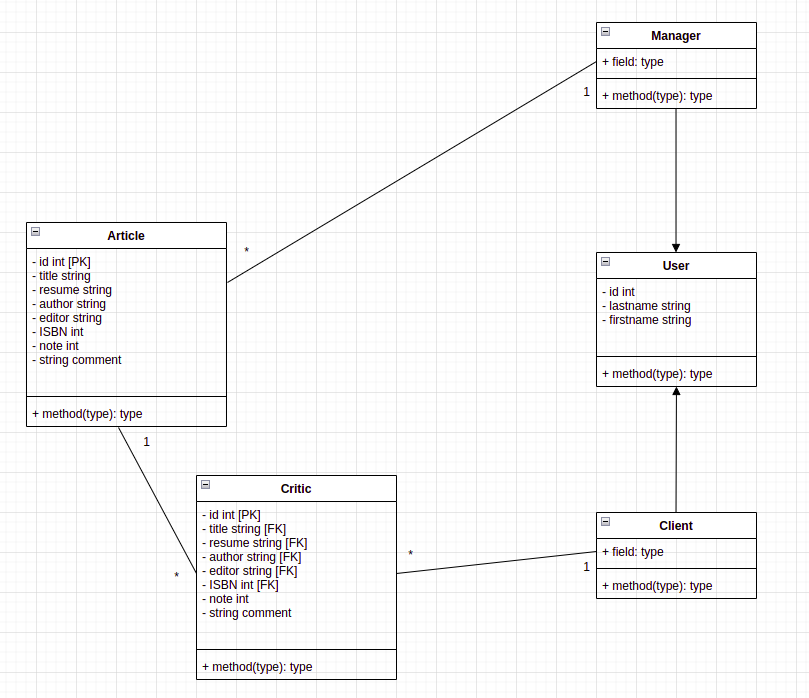 Manager
+ field: type
1
+ method(type): type
Article
*
- id int [PK]
- title string
- resume string
- author string
- editor string
- ISBN int
- note int
- string comment
+ method(type): type
User
- id int
- lastname string
- firstname string
+ method(type): type
1
Critic
- id int [PK]
- title string [FK]
- resume string [FK]
- author string [FK]
- editor string [FK]
- ISBN int [FK]
- note int
- string comment
+ method(type): type
*
*
Client
+ field: type
1
+ method(type): type